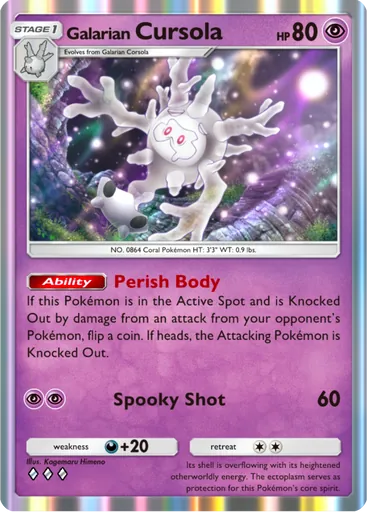 STAGE 1 Galarian Cursola HP 80
Evolves from Galarian Corsola
NO. 0864 Coral Pokémon HT: 3'3" WT: 0.9 lbs.
Ability Perish Body
If this Pokémon is in the Active Spot and is Knocked
Out by damage from an attack from your opponent's
Pokémon, flip a coin. If heads, the Attacking Pokémon is
Knocked Out.
Spooky Shot 60
weakness +20 retreat
Illus. Kagemaru Himeno
Its shell is overflowing with its heightened
otherworldly energy. The ectoplasm serves as
protection for this Pokémon's core spirit.